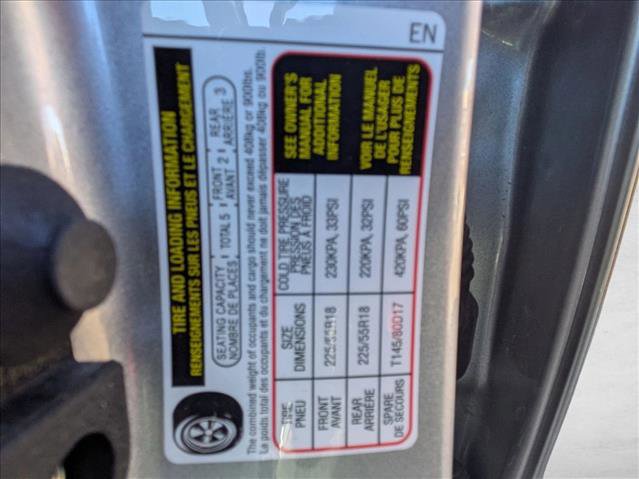 EN
TIRE AND LOADING INFORMATION
RENSEIGNEMENTS SUR LES PNEUS ET LE CHARGEMENT
SEATING CAPACITY TOTAL 5 FRONT 2 REAR 3
NOMBRE DE PLACES AVANT ARRIÈRE
The combined weight of occupants and cargo should never exceed 408kg or 900lbs.
Le poids total des occupants et du chargement ne doit jamais dépasser 408kg ou 900lb.
TIRE SIZE COLD TIRE PRESSURE SEE OWNER'S
PNEU DIMENSIONS PRESSION DES MANUAL FOR
PNEUS À FROID ADDITIONAL
INFORMATION
FRONT 225/55R18 230KPA, 33PSI
AVANT
REAR 225/55R18 220KPA, 32PSI VOIR LE MANUEL
ARRIÈRE DE L'USAGER
SPARE T145/80D17 420KPA, 60PSI POUR PLUS DE
DE SECOURS RENSEIGNEMENTS